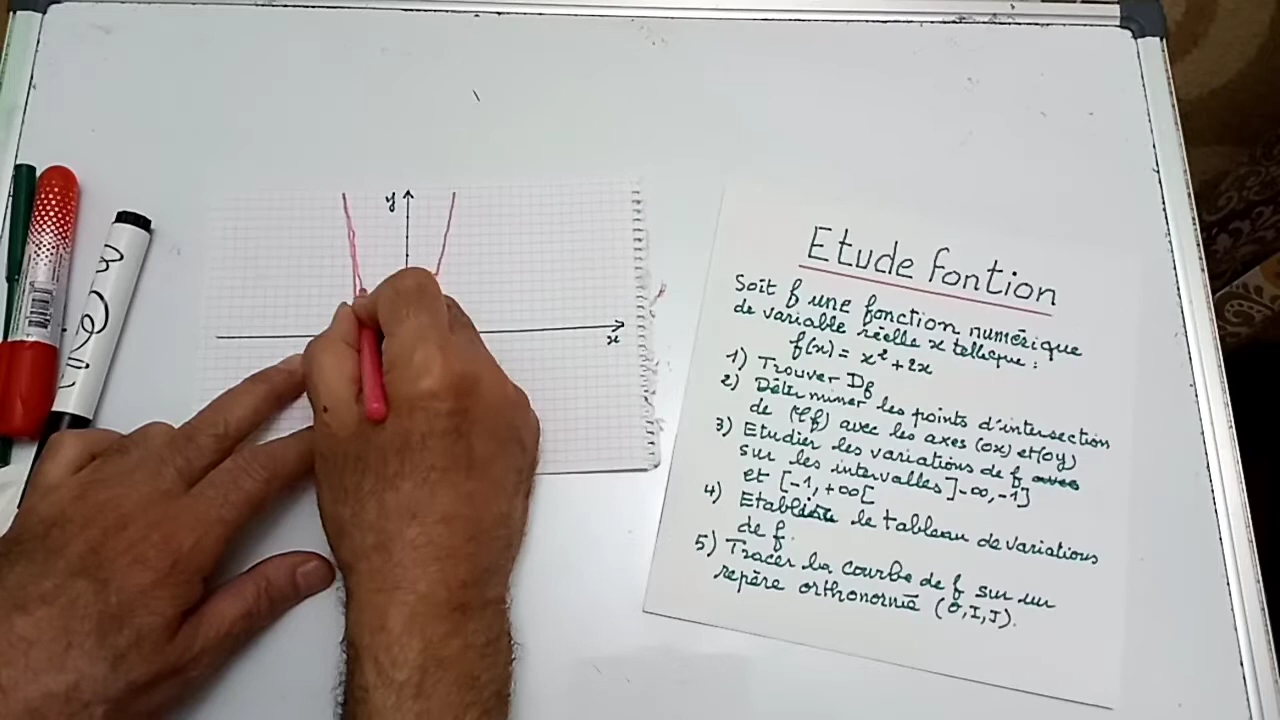 y
x
Etude fontion
Soit f une fonction numérique
de variable réelle x telleque :
f(x) = x² + 2x
1) Trouver Df
2) Déterminer les points d'intersection
de (Cf) avec les axes (ox) et (oy)
3) Etudier les variations de f
sur les intervalles ]-∞, -1]
et [-1, +∞[
4) Etablir le tableau de variations
de f.
5) Tracer la courbe de f sur un
repère orthonormé (O, I, J).